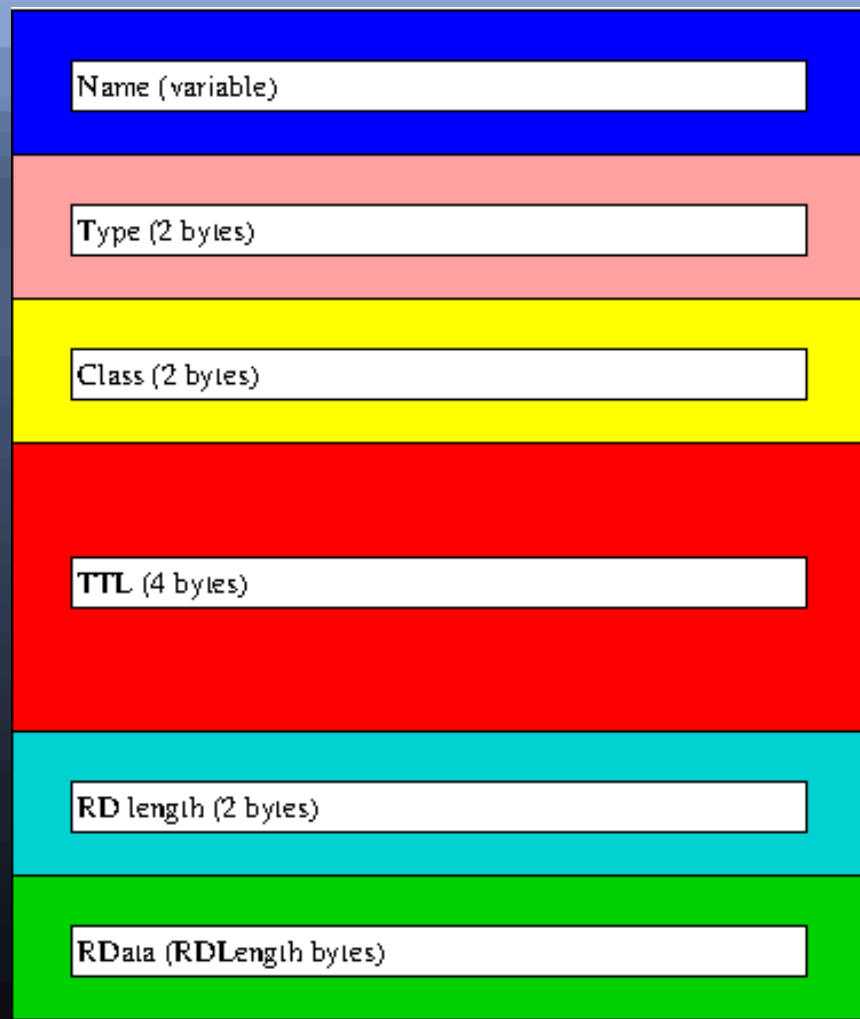 Name (variable)
Type (2 bytes)
Class (2 bytes)
TTL (4 bytes)
RD length (2 bytes)
RData (RDLength bytes)